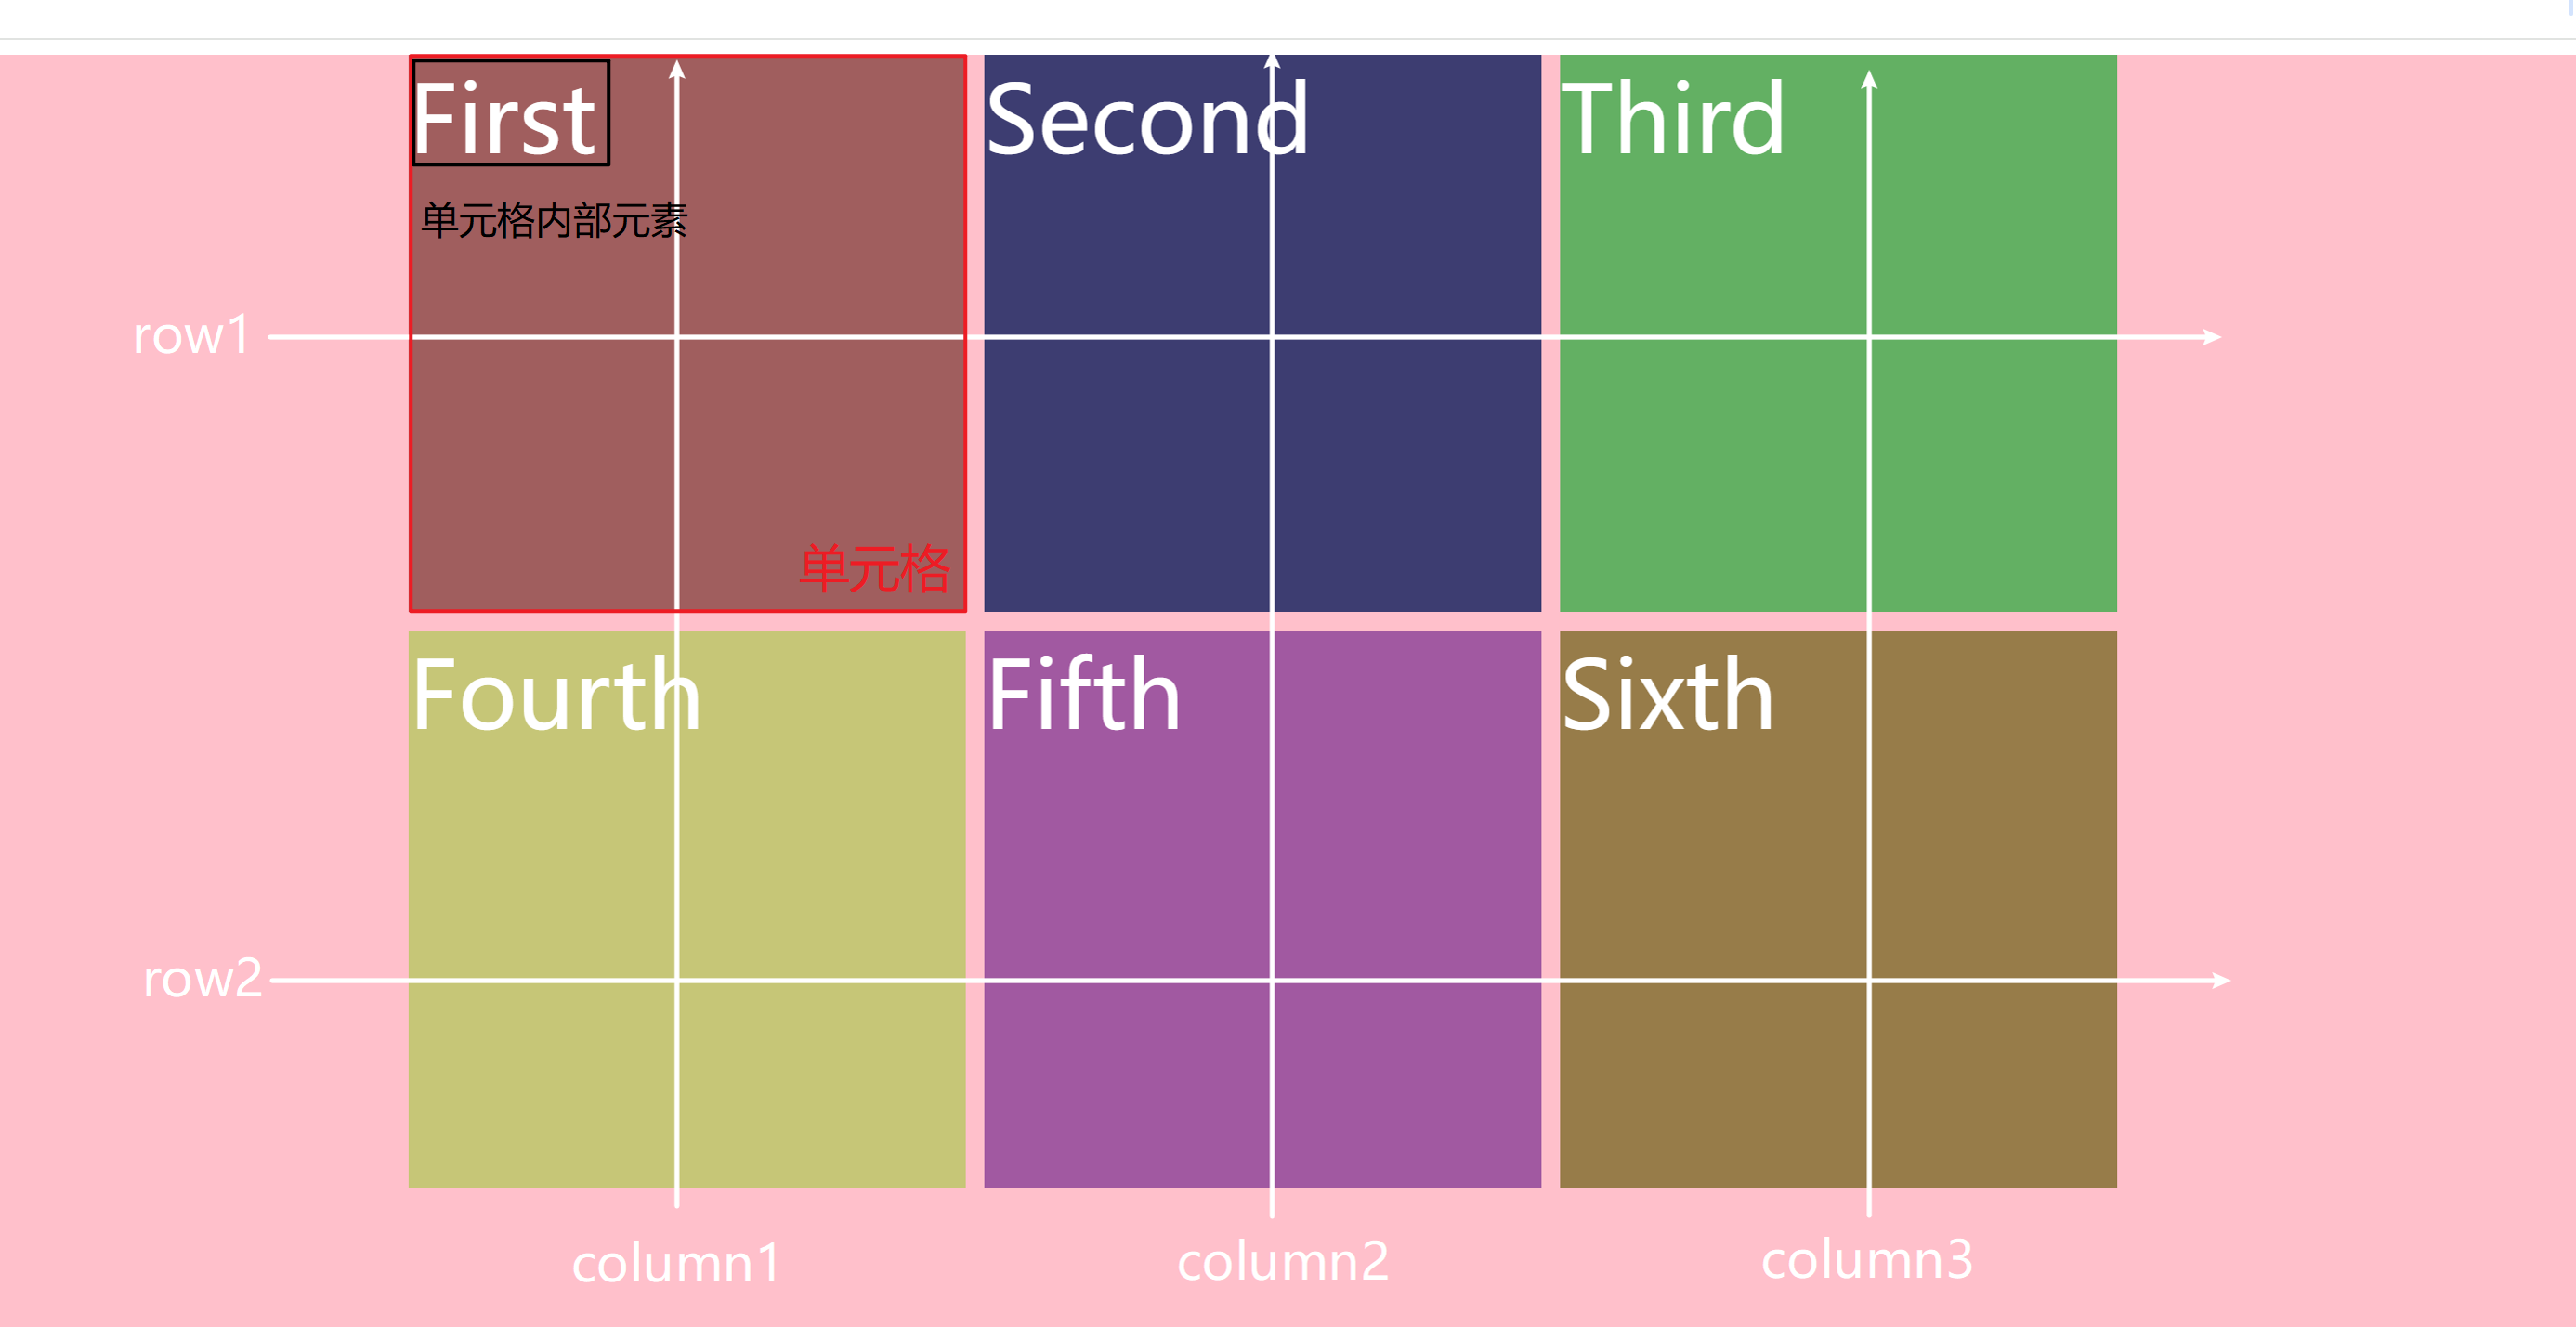 First
Second
Third
单元格内部元素
row1
单元格
Fourth
Fifth
Sixth
row2
column1
column2
column3